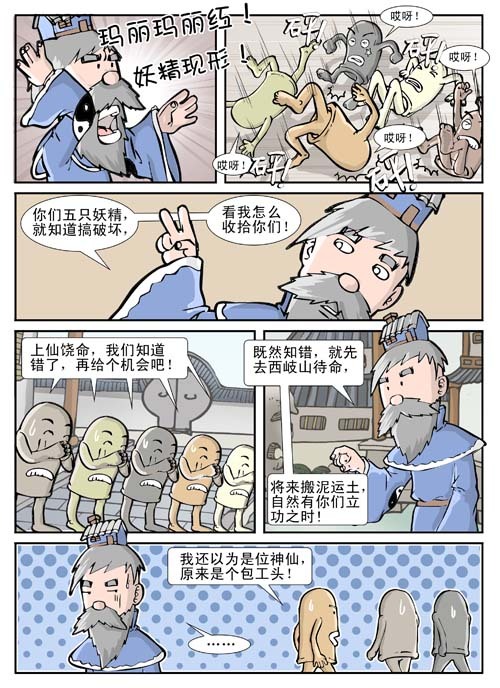 玛丽玛丽红！
妖精现形！
砰！
哎呀！
哎呀！
砰！
哎呀！
哎呀！
砰！
砰！
你们五只妖精，
就知道搞破坏，
看我怎么
收拾你们！
上仙饶命，我们知道
错了，再给个机会吧！
既然知错，就先
去西岐山待命，
将来搬泥运土，
自然有你们立
功之时！
我还以为是位神仙，
原来是个包工头！
……